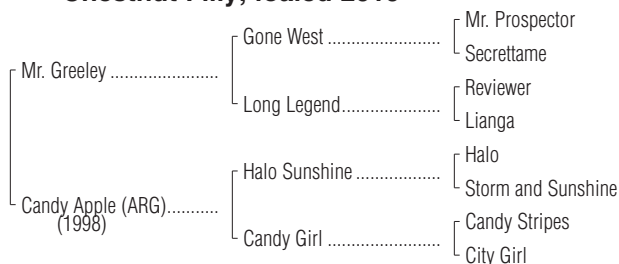 Chestnut Filly; foaled
Mr. Prospector
Gone West
Secrettame
Mr. Greeley
Reviewer
Long Legend
Lianga
Halo
Halo Sunshine
Storm and Sunshine
Candy Apple (ARG)
(1998)
Candy Stripes
Candy Girl
City Girl